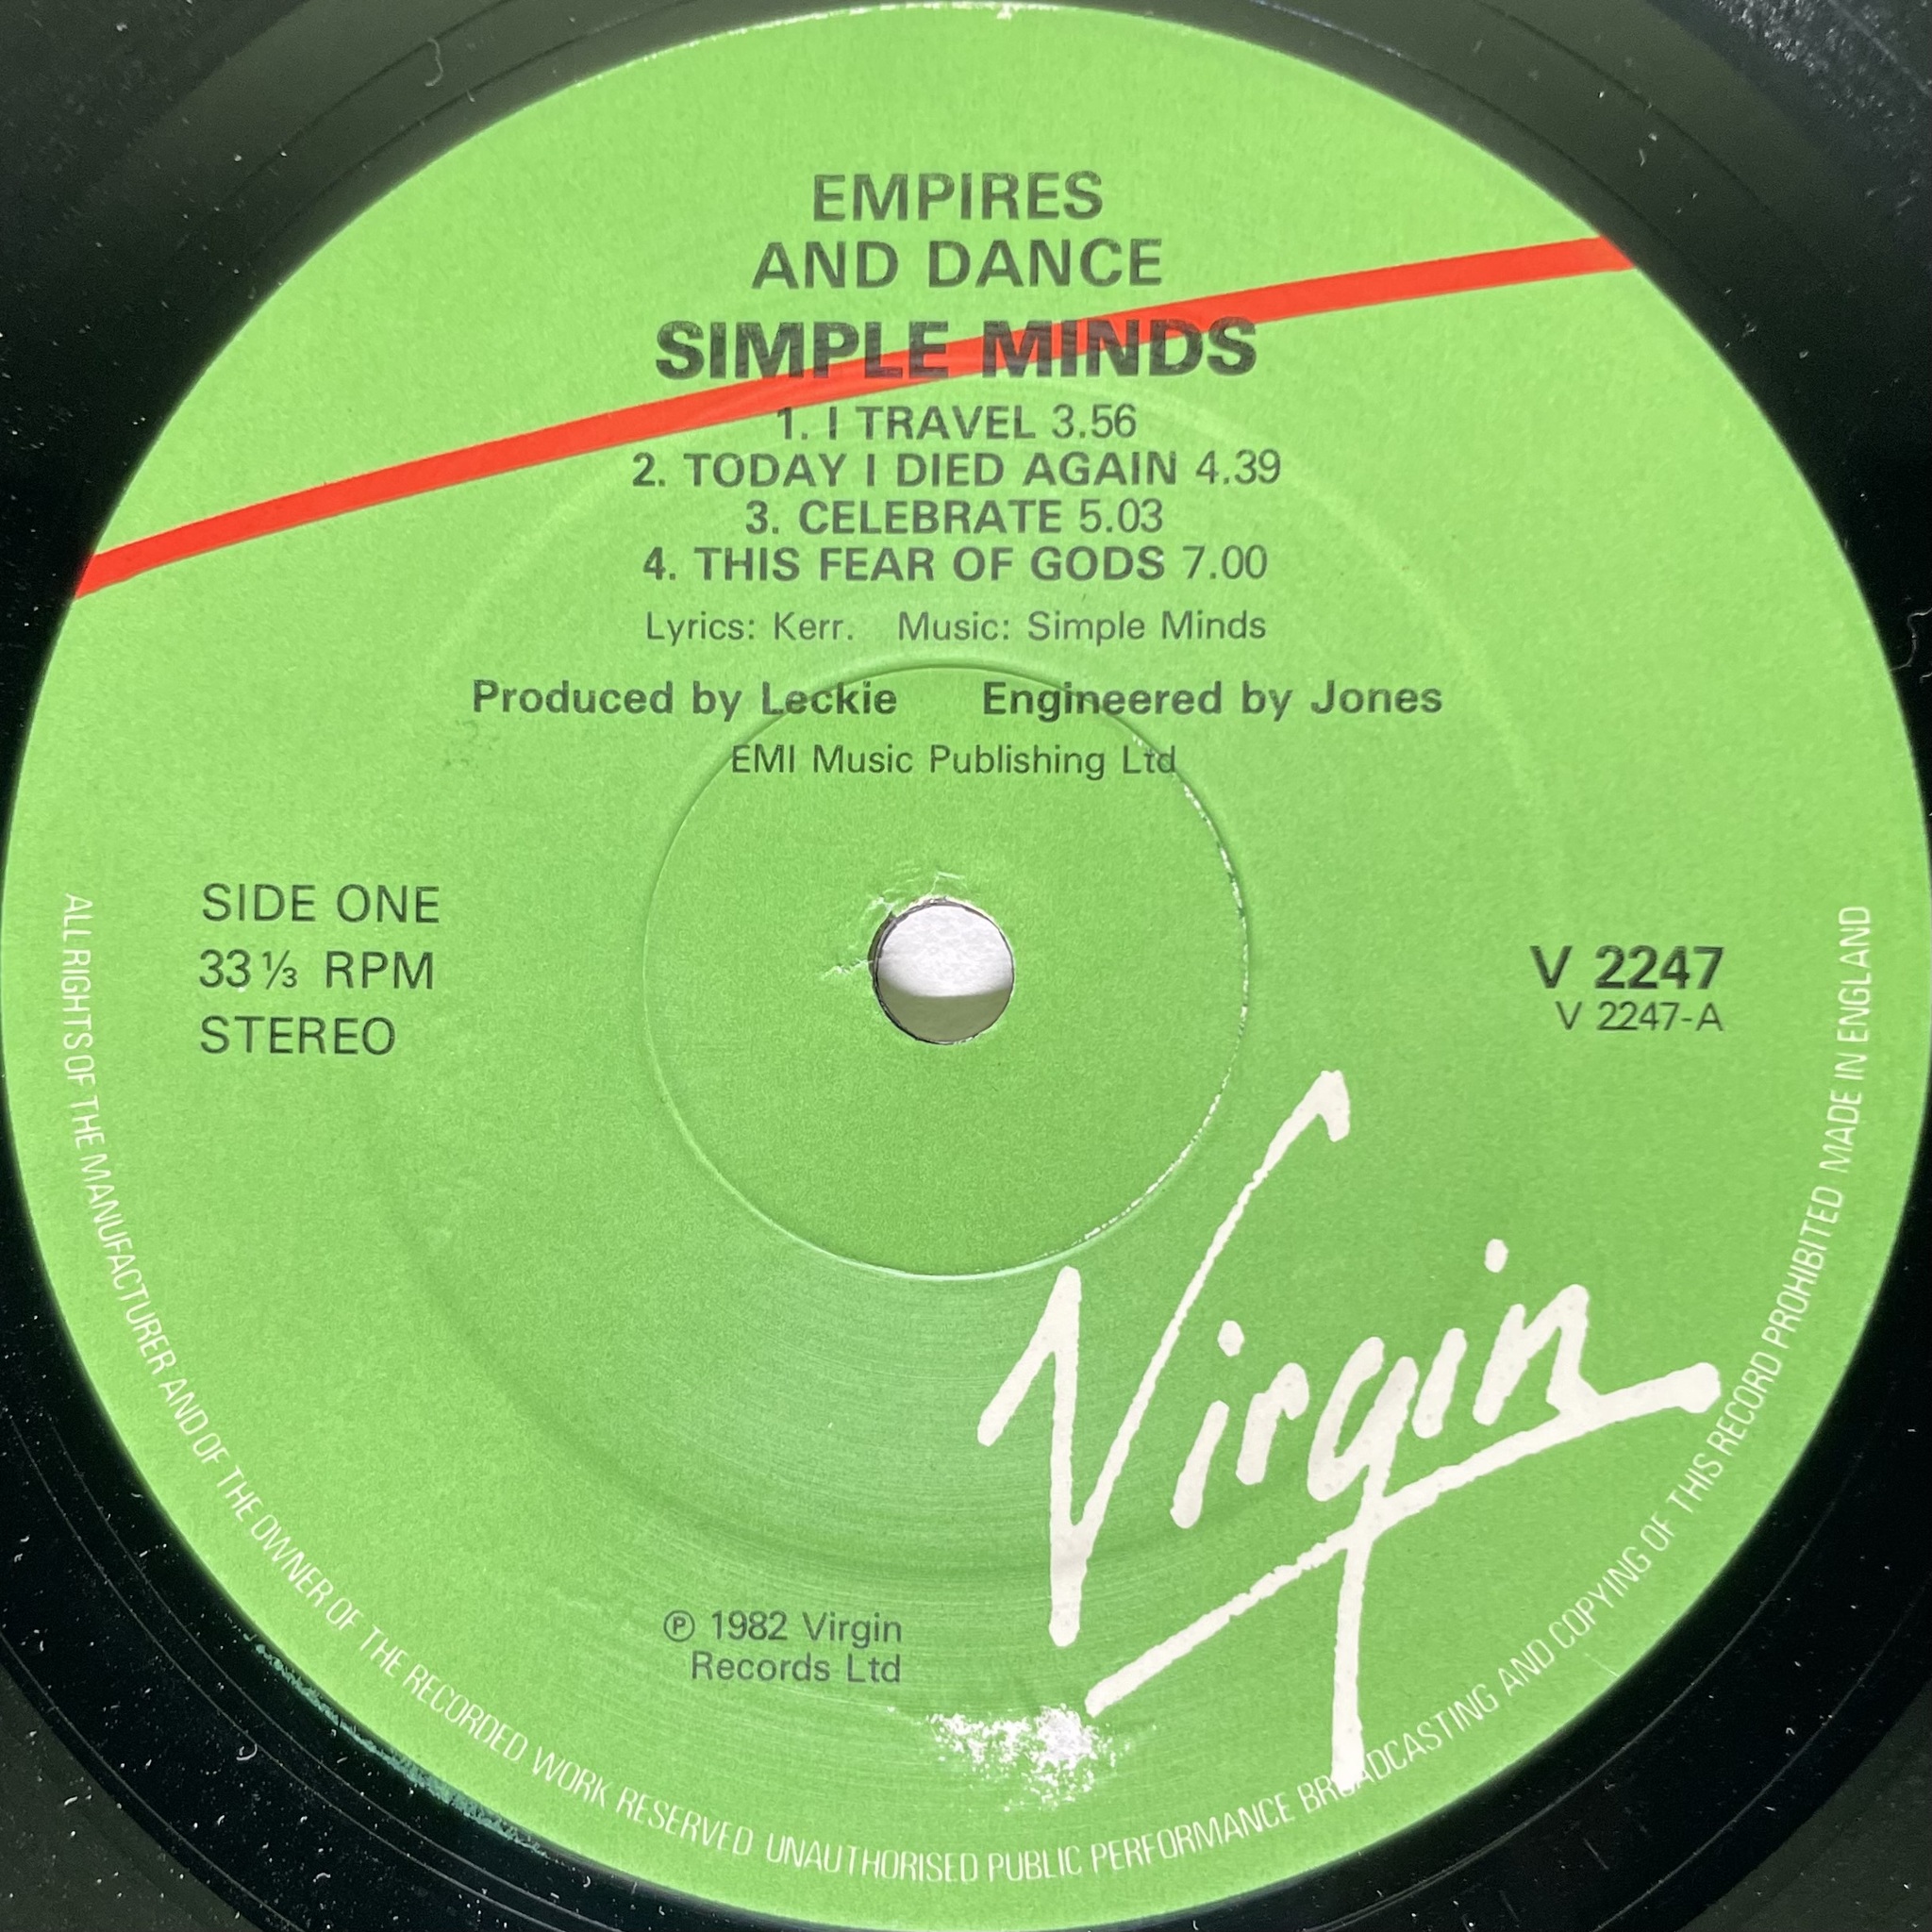 EMPIRES
AND DANCE
SIMPLE MINDS
1. I TRAVEL 3.56
2. TODAY I DIED AGAIN 4.39
3. CELEBRATE 5.03
4. THIS FEAR OF GODS 7.00
Lyrics: Kerr. Music: Simple Minds
Produced by Leckie Engineered by Jones
EMI Music Publishing Ltd
SIDE ONE
33⅓ RPM
STEREO
V 2247
V 2247-A
Virgin
℗ 1982 Virgin
Records Ltd
ALL RIGHTS OF THE MANUFACTURER AND OF THE OWNER OF THE RECORDED WORK RESERVED UNAUTHORISED PUBLIC PERFORMANCE BROADCASTING AND COPYING OF THIS RECORD PROHIBITED MADE IN ENGLAND